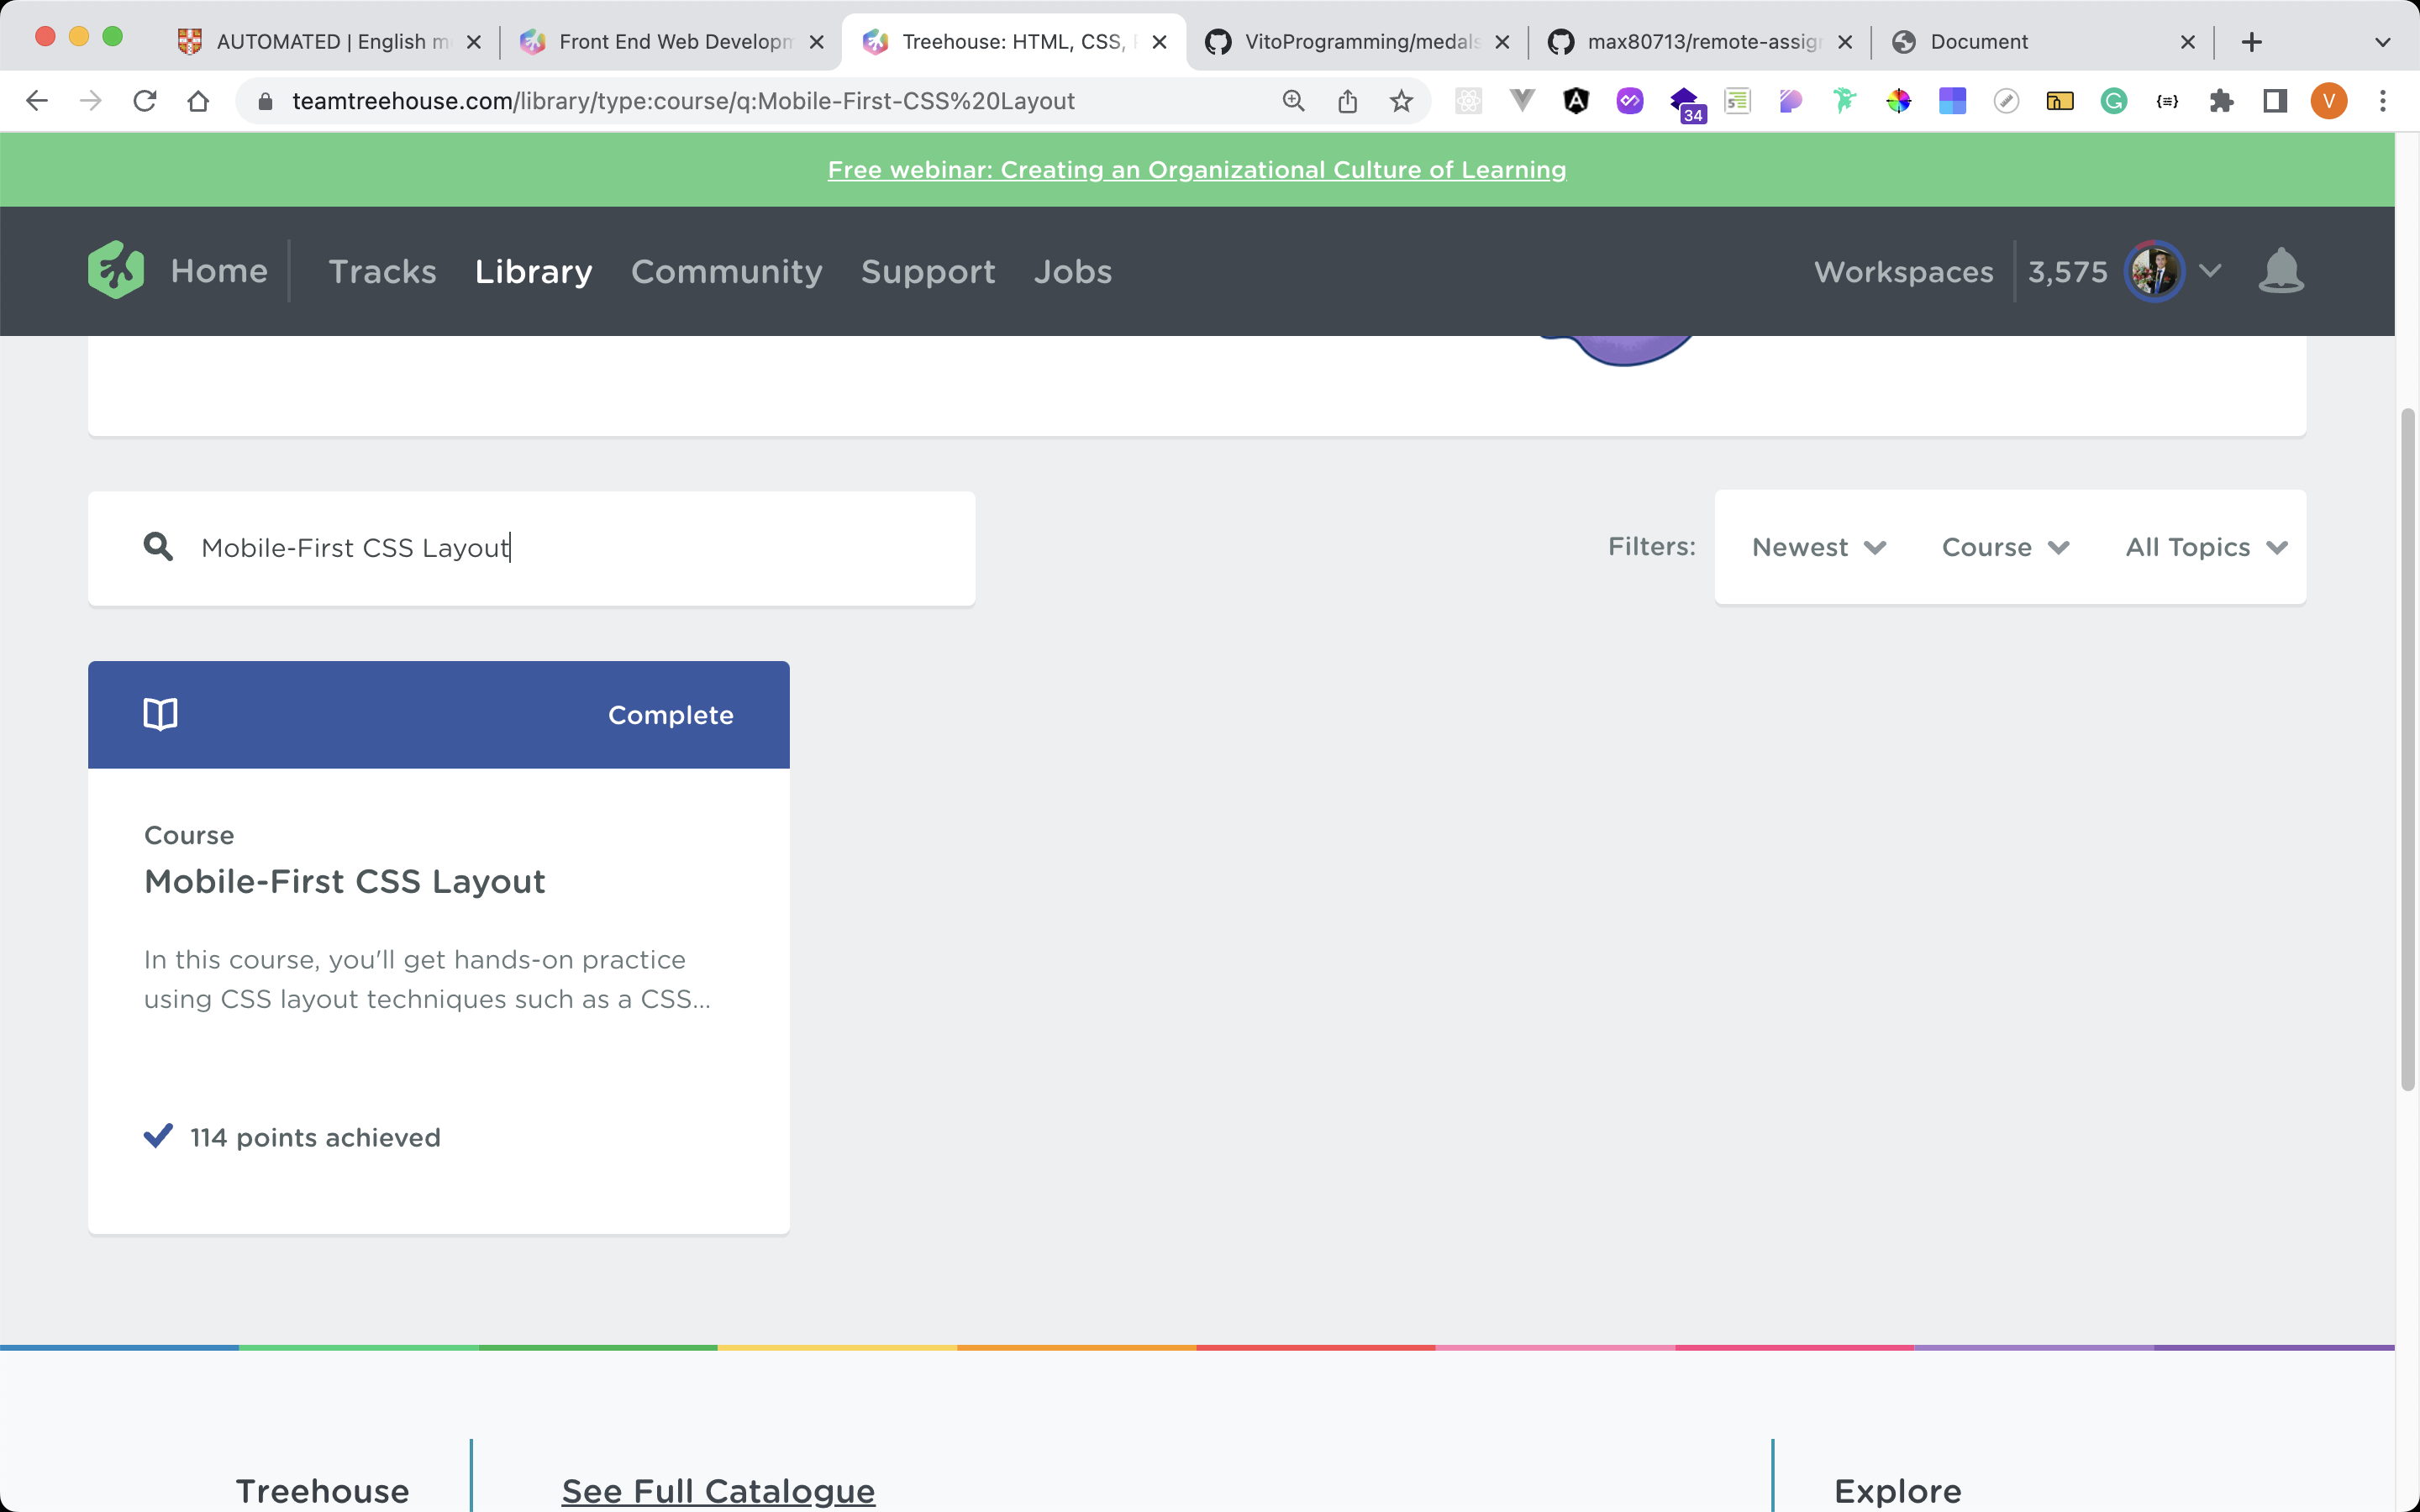 AUTOMATED | English m
Front End Web Developm
Treehouse: HTML, CSS,
VitoProgramming/medals
max80713/remote-assig
Document
teamtreehouse.com/library/type:course/q:Mobile-First-CSS%20Layout
34
V
Free webinar: Creating an Organizational Culture of Learning
Home
Tracks
Library
Community
Support
Jobs
Workspaces
3,575
Mobile-First CSS Layout
Filters:
Newest
Course
All Topics
Complete
Course
Mobile-First CSS Layout
In this course, you'll get hands-on practice
using CSS layout techniques such as a CSS...
114 points achieved
Treehouse
See Full Catalogue
Explore